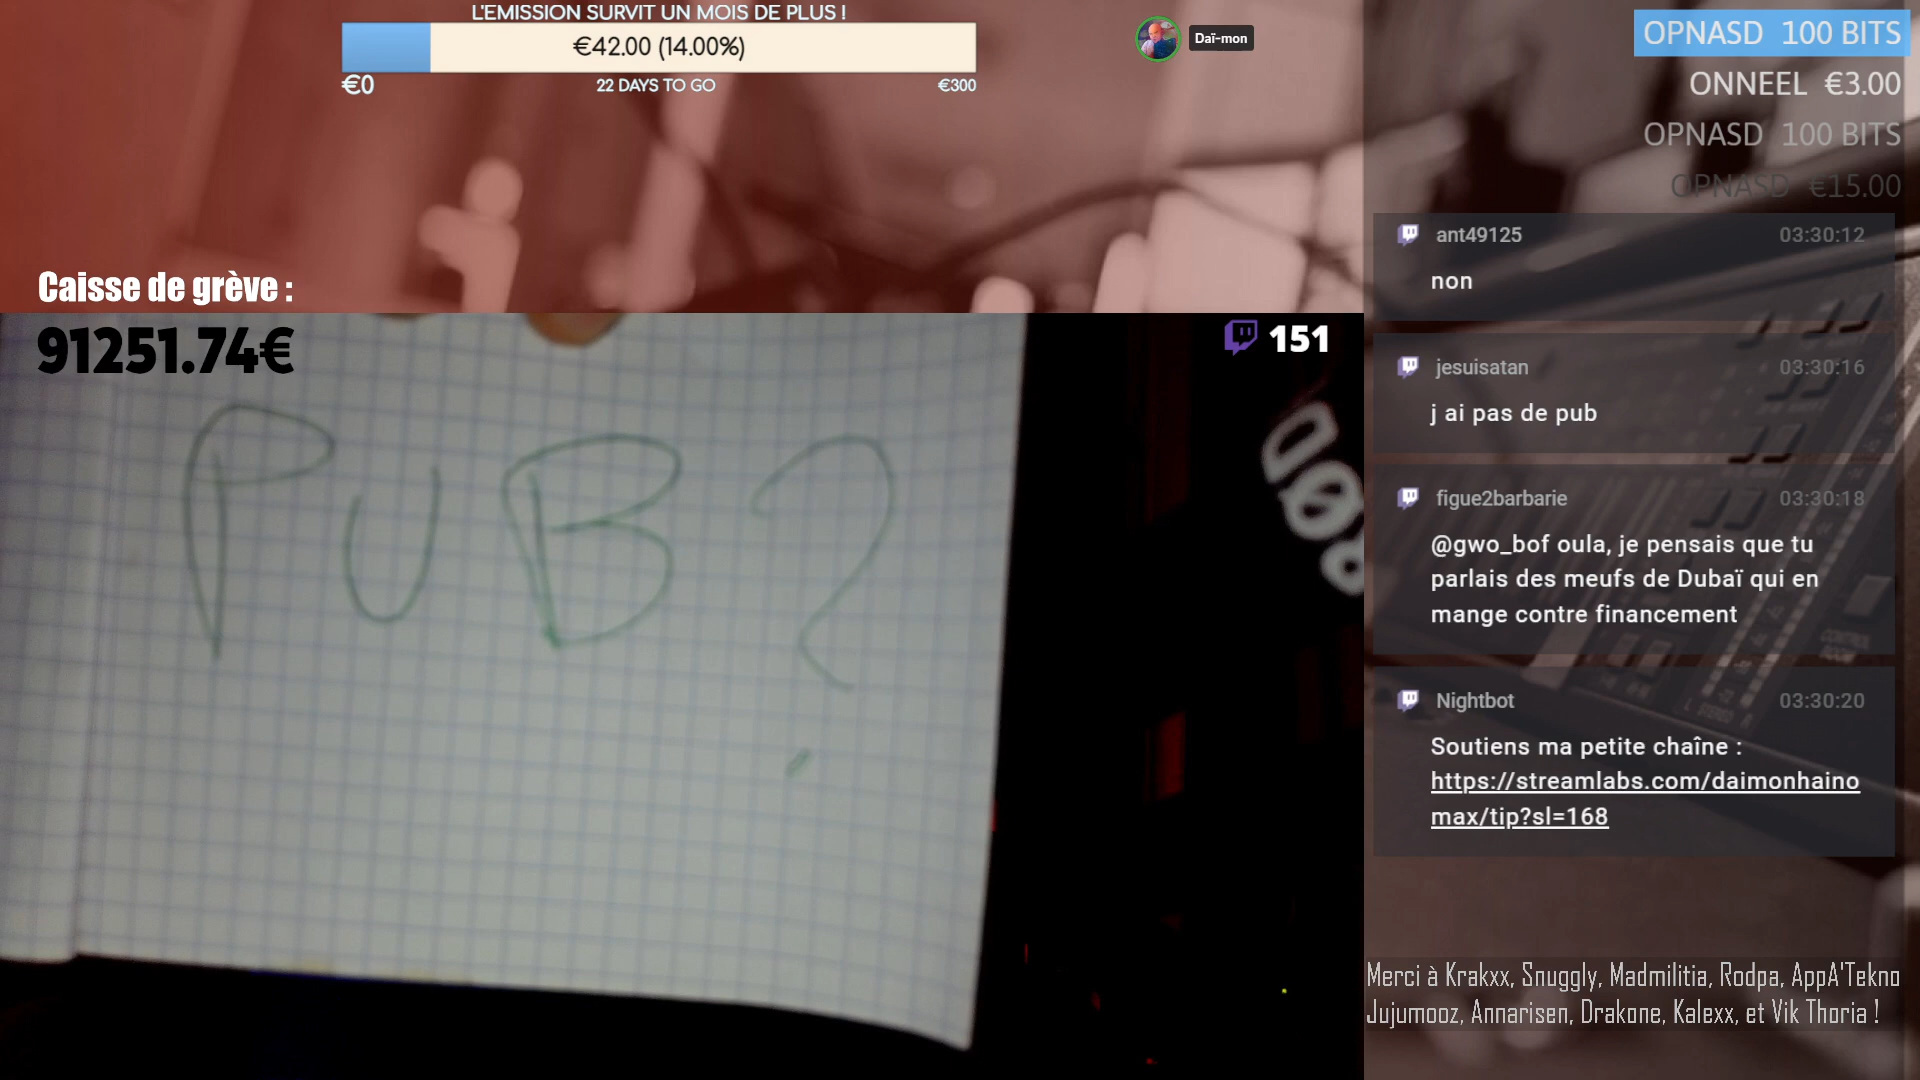 L'EMISSION SURVIT UN MOIS DE PLUS !
€42.00 (14.00%)
€0
22 DAYS TO GO
€300
Daï-mon
OPNASD 100 BITS
ONNEEL €3.00
OPNASD 100 BITS
OPNASD €15.00
Caisse de grève :
91251.74€
151
PUB?
ant49125 03:30:12
non
jesuisatan 03:30:16
j ai pas de pub
figue2barbarie 03:30:18
@gwo_bof oula, je pensais que tu
parlais des meufs de Dubaï qui en
mange contre financement
Nightbot 03:30:20
Soutiens ma petite chaîne :
https://streamlabs.com/daimonhaino
max/tip?sl=168
Merci à Krakxx, Snuggly, Madmilitia, Rodpa, AppA'Tekno
Jujumooz, Annarisen, Drakone, Kalexx, et Vik Thoria !